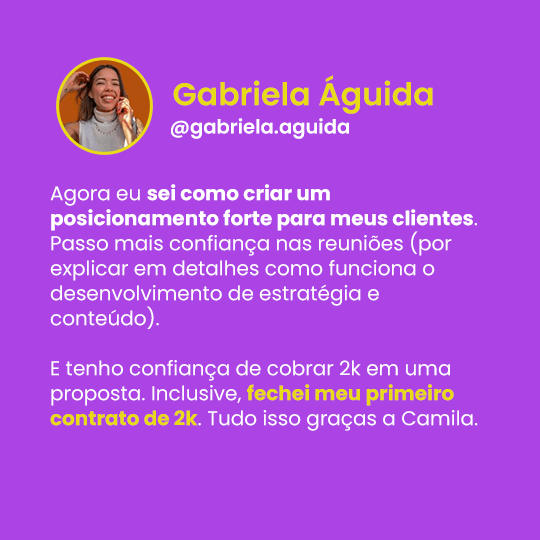 Gabriela Águida
@gabriela.aguida
Agora eu sei como criar um
posicionamento forte para meus clientes.
Passo mais confiança nas reuniões (por
explicar em detalhes como funciona o
desenvolvimento de estratégia e
conteúdo).
E tenho confiança de cobrar 2k em uma
proposta. Inclusive, fechei meu primeiro
contrato de 2k. Tudo isso graças a Camila.